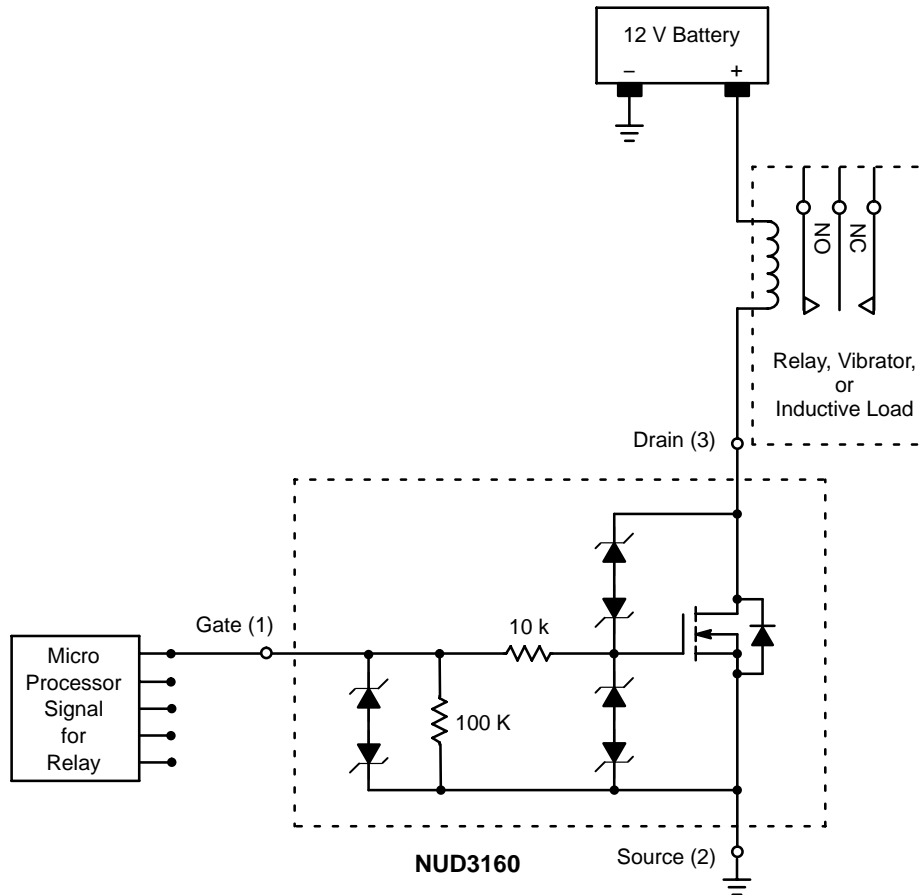 12 V Battery
– +
NO
NC
Relay, Vibrator,
or
Inductive Load
Drain (3)
Gate (1)
10 k
100 K
Micro
Processor
Signal
for
Relay
Source (2)
NUD3160